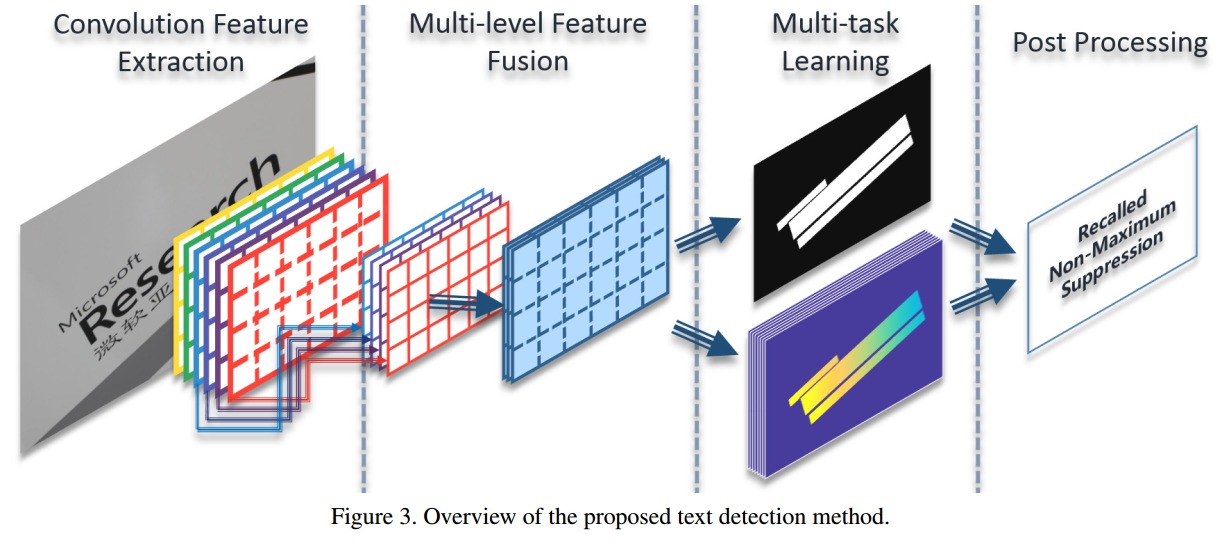 Convolution Feature
Extraction
Multi-level Feature
Fusion
Multi-task
Learning
Post Processing
Microsoft
Research
微软亚
Recalled
Non-Maximum
Suppression
Figure 3. Overview of the proposed text detection method.